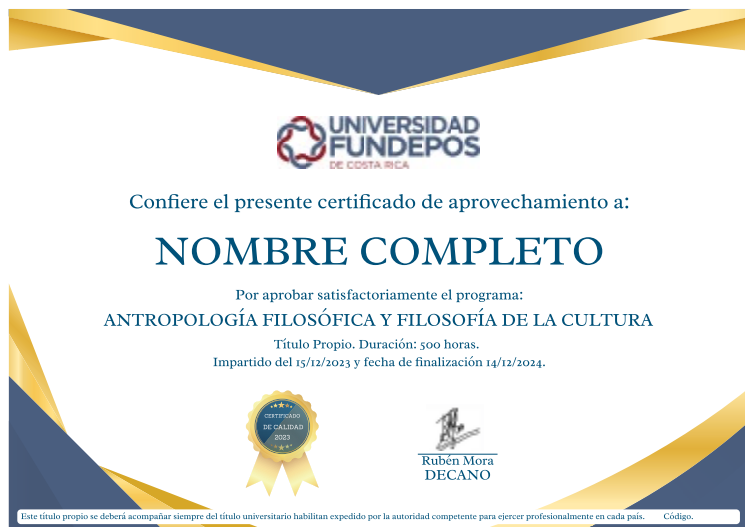 UNIVERSIDAD
FUNDEPOS
DE COSTA RICA
Confiere el presente certificado de aprovechamiento a:
NOMBRE COMPLETO
Por aprobar satisfactoriamente el programa:
ANTROPOLOGÍA FILOSÓFICA Y FILOSOFÍA DE LA CULTURA
Título Propio. Duración: 500 horas.
Impartido del 15/12/2023 y fecha de finalización 14/12/2024.
CERTIFICADO
DE CALIDAD
2023
Rubén Mora
DECANO
Este título propio se deberá acompañar siempre del título universitario habilitan expedido por la autoridad competente para ejercer profesionalmente en cada país. Código.